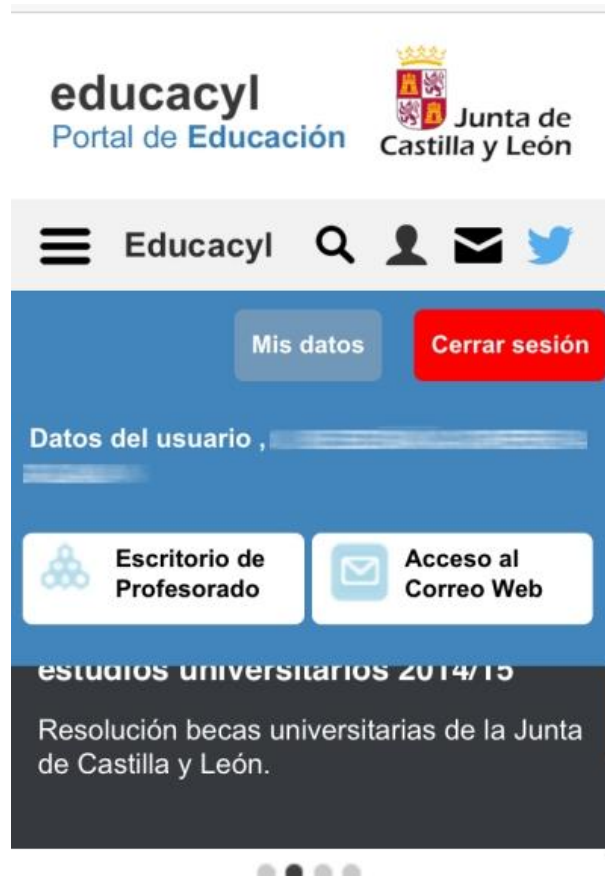 educacyl
Portal de Educación
Junta de
Castilla y León
Educacyl
Mis datos
Cerrar sesión
Datos del usuario ,
Escritorio de
Profesorado
Acceso al
Correo Web
estudios universitarios 2014/15
Resolución becas universitarias de la Junta
de Castilla y León.